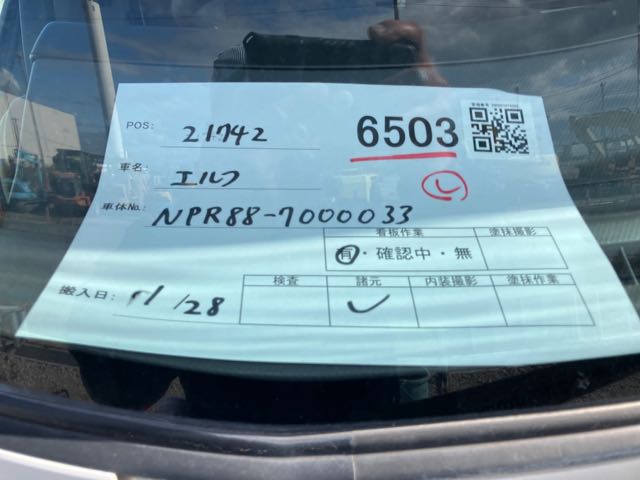 POS: 21742
6503
車名: エルフ
レ
車体No.: NPR88-7000033
看板作業 塗抹撮影
有・確認中・無
検査 諸元 内装撮影 塗抹作業
搬入日: 11/28